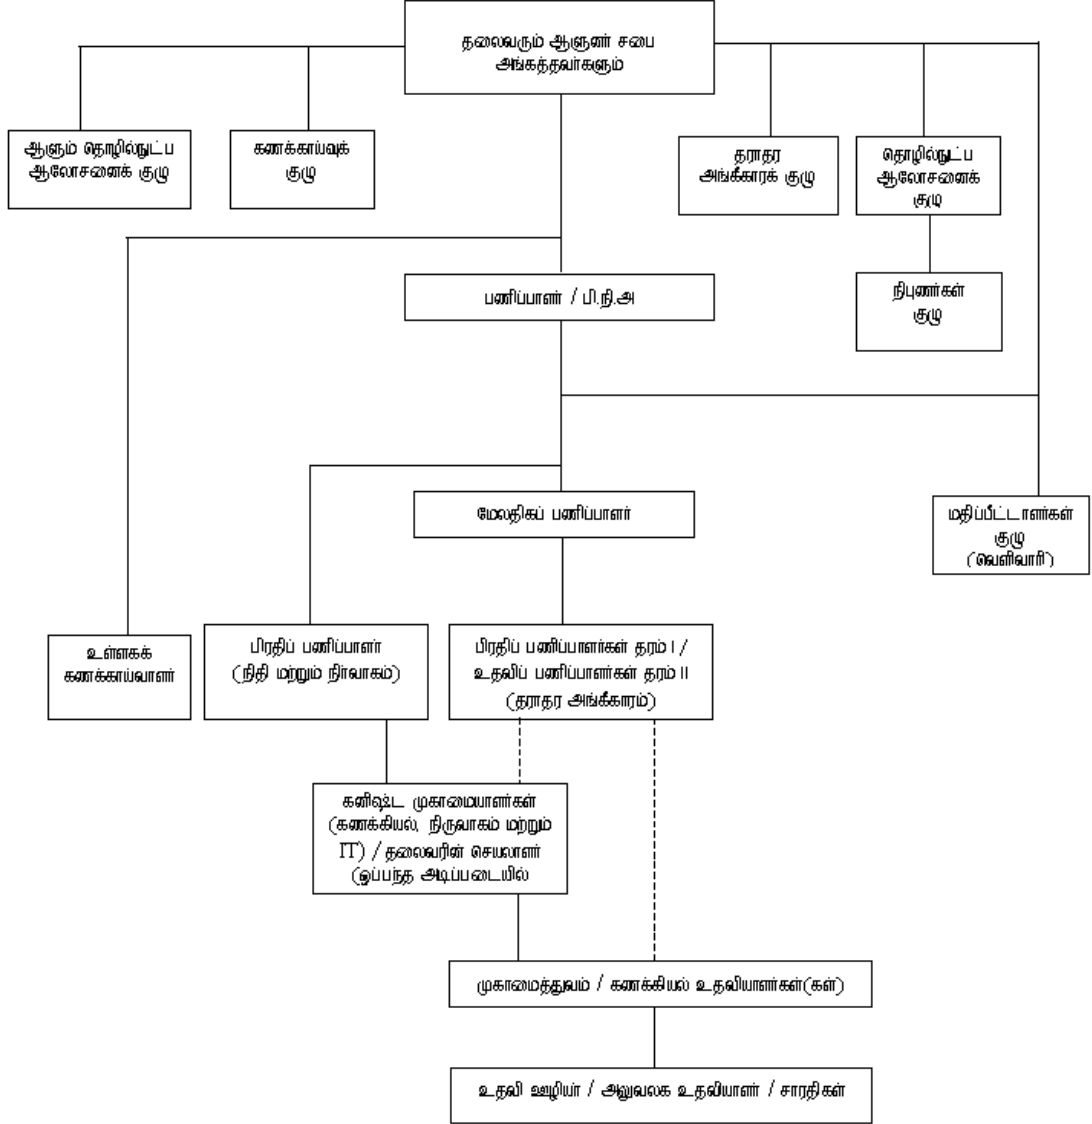 தலைவரும் ஆளுனர் சபை
அங்கத்தவர்களும்
ஆளும் தொழில்நுட்ப
ஆலோசனைக் குழு
கணக்காய்வுக்
குழு
தராதர
அங்கீகாரக் குழு
தொழில்நுட்ப
ஆலோசனைக்
குழு
பணிப்பாளர் / பி.நி.அ
நிபுணர்கள்
குழு
மேலதிகப் பணிப்பாளர்
மதிப்பீட்டாளர்கள்
குழு
(வெளிவாரி)
உள்ளகக்
கணக்காய்வாளர்
பிரதிப் பணிப்பாளர்
(நிதி மற்றும் நிர்வாகம்)
பிரதிப் பணிப்பாளர்கள் தரம் I /
உதவிப் பணிப்பாளர்கள் தரம் II
(தராதர அங்கீகாரம்)
கனிஷ்ட முகாமையாளர்கள்
(கணக்கியல், நிருவாகம் மற்றும்
IT) / தலைவரின் செயலாளர்
(ஒப்பந்த அடிப்படையில்
முகாமைத்துவம் / கணக்கியல் உதவியாளர்கள்(கள்)
உதவி ஊழியர் / அலுவலக உதவியாளர் / சாரதிகள்